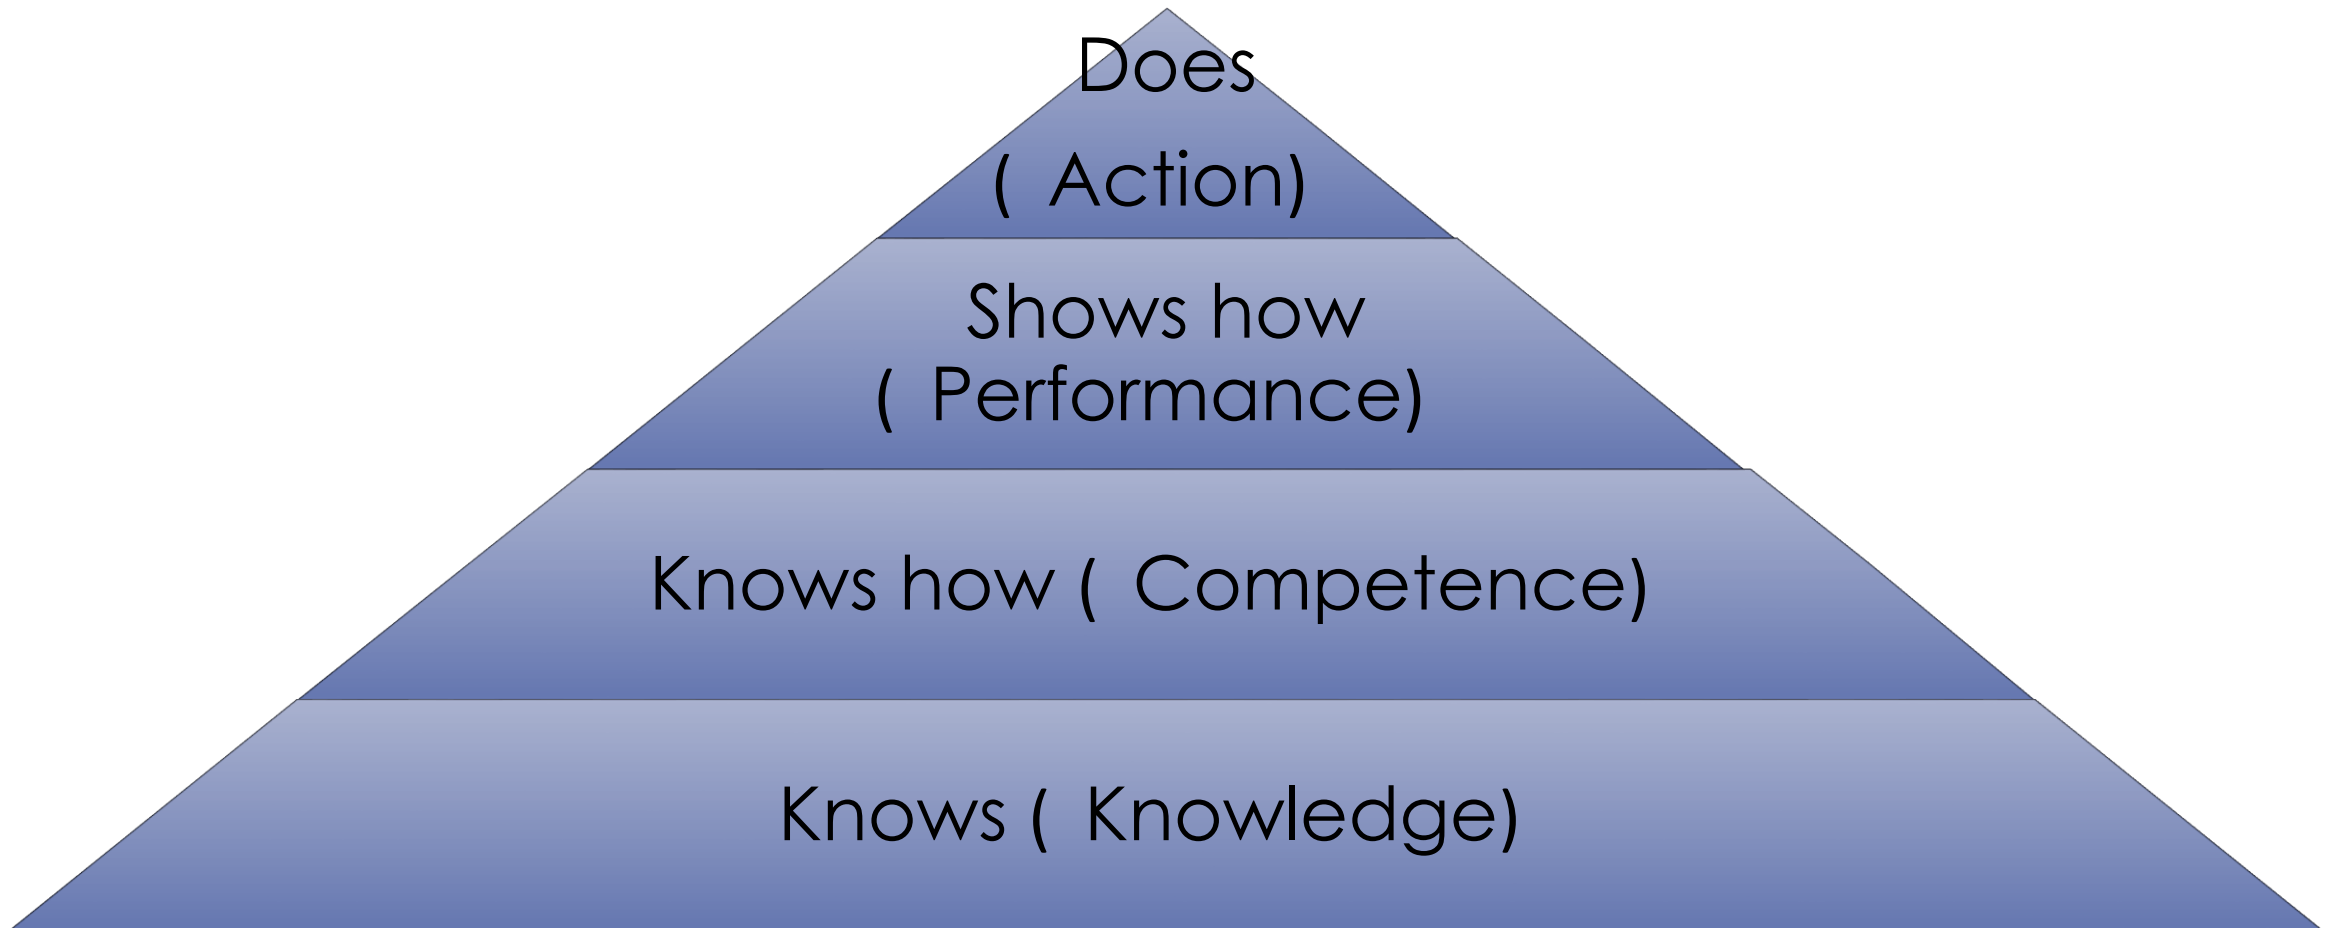 Does
( Action)
Shows how
( Performance)
Knows how ( Competence)
Knows ( Knowledge)